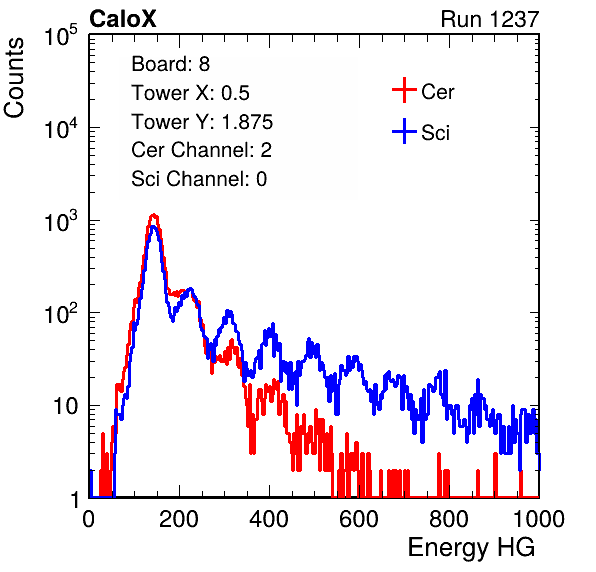 CaloX Run 1237
Counts
10^5
10^4
10^3
10^2
10
1
Board: 8
Tower X: 0.5
Tower Y: 1.875
Cer Channel: 2
Sci Channel: 0
Cer
Sci
0 200 400 600 800 1000
Energy HG